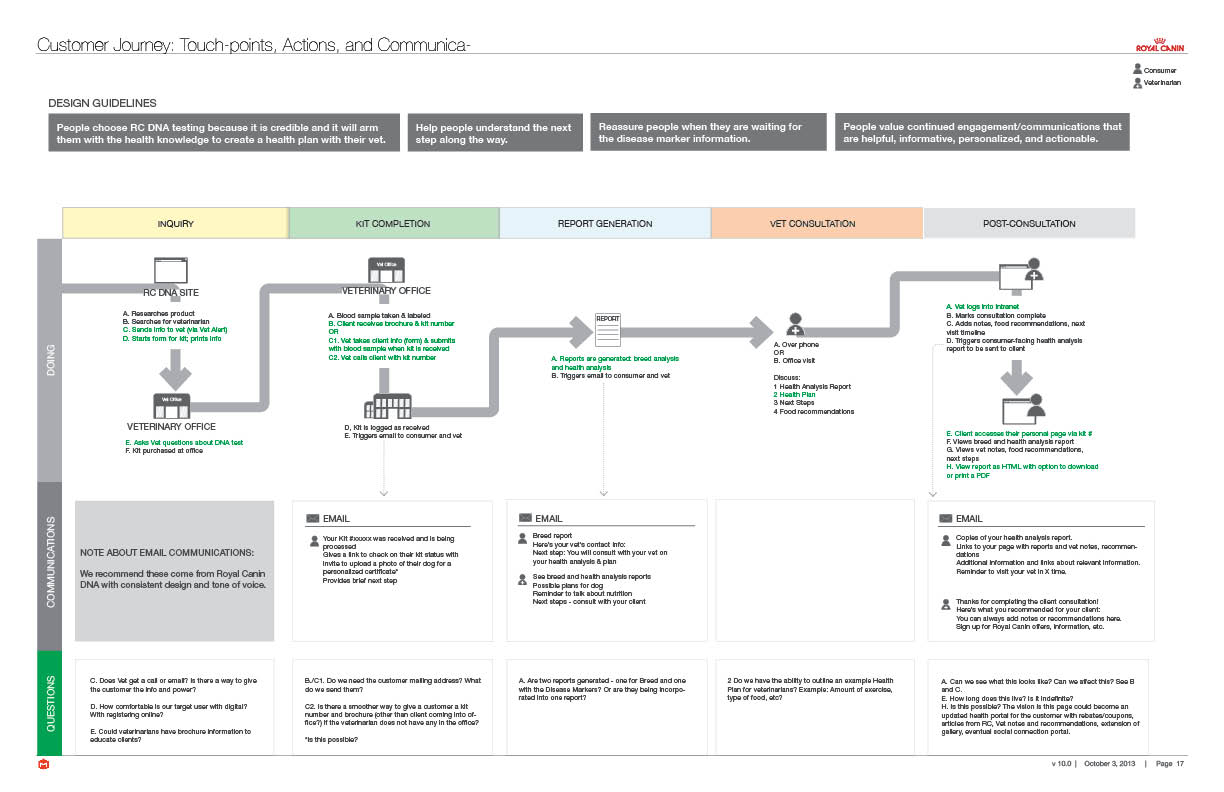 Customer Journey: Touch-points, Actions, and Communica-
ROYAL CANIN
Consumer
Veterinarian
DESIGN GUIDELINES
People choose RC DNA testing because it is credible and it will arm
them with the health knowledge to create a health plan with their vet.
Help people understand the next
step along the way.
Reassure people when they are waiting for
the disease marker information.
People value continued engagement/communications that
are helpful, informative, personalized, and actionable.
INQUIRY
KIT COMPLETION
REPORT GENERATION
VET CONSULTATION
POST-CONSULTATION
DOING
RC DNA SITE
A. Researches product
B. Searches for veterinarian
C. Sends info to vet (via Vet Alert)
D. Starts form for kit; prints info
Vet Office
VETERINARY OFFICE
E. Asks Vet questions about DNA test
F. Kit purchased at office
Vet Office
VETERINARY OFFICE
A. Blood sample taken & labeled
B. Client receives brochure & kit number
OR
C1. Vet takes client info (form) & submits
with blood sample when kit is received
C2. Vet calls client with kit number
D, Kit is logged as received
E. Triggers email to consumer and vet
REPORT
A. Reports are generated: breed analysis
and health analysis
B. Triggers email to consumer and vet
A. Over phone
OR
B. Office visit
Discuss:
1 Health Analysis Report
2 Health Plan
3 Next Steps
4 Food recommendations
A. Vet logs into intranet
B. Marks consultation complete
C. Adds notes, food recommendations, next
visit timeline
D. Triggers consumer-facing health analysis
report to be sent to client
E. Client accesses their personal page via kit #
F. Views breed and health analysis report
G. Views vet notes, food recommendations,
next steps
H. View report as HTML with option to download
or print a PDF
COMMUNICATIONS
NOTE ABOUT EMAIL COMMUNICATIONS:
We recommend these come from Royal Canin
DNA with consistent design and tone of voice.
EMAIL
Your Kit #xxxxx was received and is being
processed
Gives a link to check on their kit status with
invite to upload a photo of their dog for a
personalized certificate*
Provides brief next step
EMAIL
Breed report
Here's your vet's contact info:
Next step: You will consult with your vet on
your health analysis & plan
See breed and health analysis reports
Possible plans for dog
Reminder to talk about nutrition
Next steps - consult with your client
EMAIL
Copies of your health analysis report.
Links to your page with reports and vet notes, recommen-
dations
Additional information and links about relevant information.
Reminder to visit your vet in X time.
Thanks for completing the client consultation!
Here's what you recommended for your client:
You can always add notes or recommendations here.
Sign up for Royal Canin offers, information, etc.
QUESTIONS
C. Does Vet get a call or email? Is there a way to give
the customer the info and power?
D. How comfortable is our target user with digital?
With registering online?
E. Could veterinarians have brochure information to
educate clients?
B./C1. Do we need the customer mailing address? What
do we send them?
C2. Is there a smoother way to give a customer a kit
number and brochure (other than client coming into of-
fice?) If the veterinarian does not have any in the office?
*Is this possible?
A. Are two reports generated - one for Breed and one
with the Disease Markers? Or are they being incorpo-
rated into one report?
2 Do we have the ability to outline an example Health
Plan for veterinarians? Example: Amount of exercise,
type of food, etc?
A. Can we see what this looks like? Can we affect this? See B
and C.
E. How long does this live? Is it indefinite?
H. Is this possible? The vision is this page could become an
updated health portal for the customer with rebates/coupons,
articles from RC, Vet notes and recommendations, extension of
gallery, eventual social connection portal.
v 10.0 | October 3, 2013 | Page 17